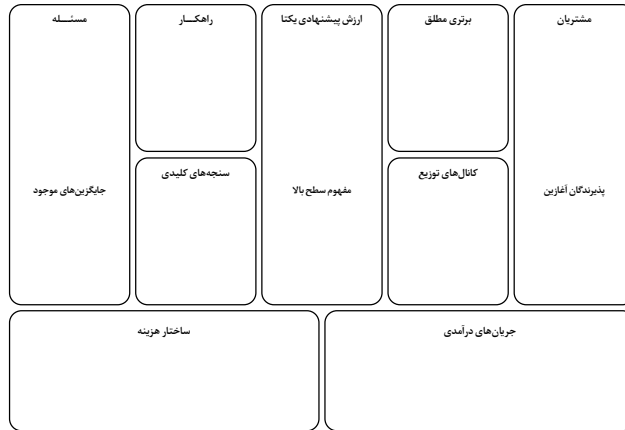 مسئـــله
جایگزین‌های موجود
راهکـــار
سنجه‌های کلیدی
ارزش پیشنهادی یکتا
مفهوم سطح بالا
برتری مطلق
کانال‌های توزیع
مشتریان
پذیرندگان آغازین
ساختار هزینه
جریان‌های درآمدی